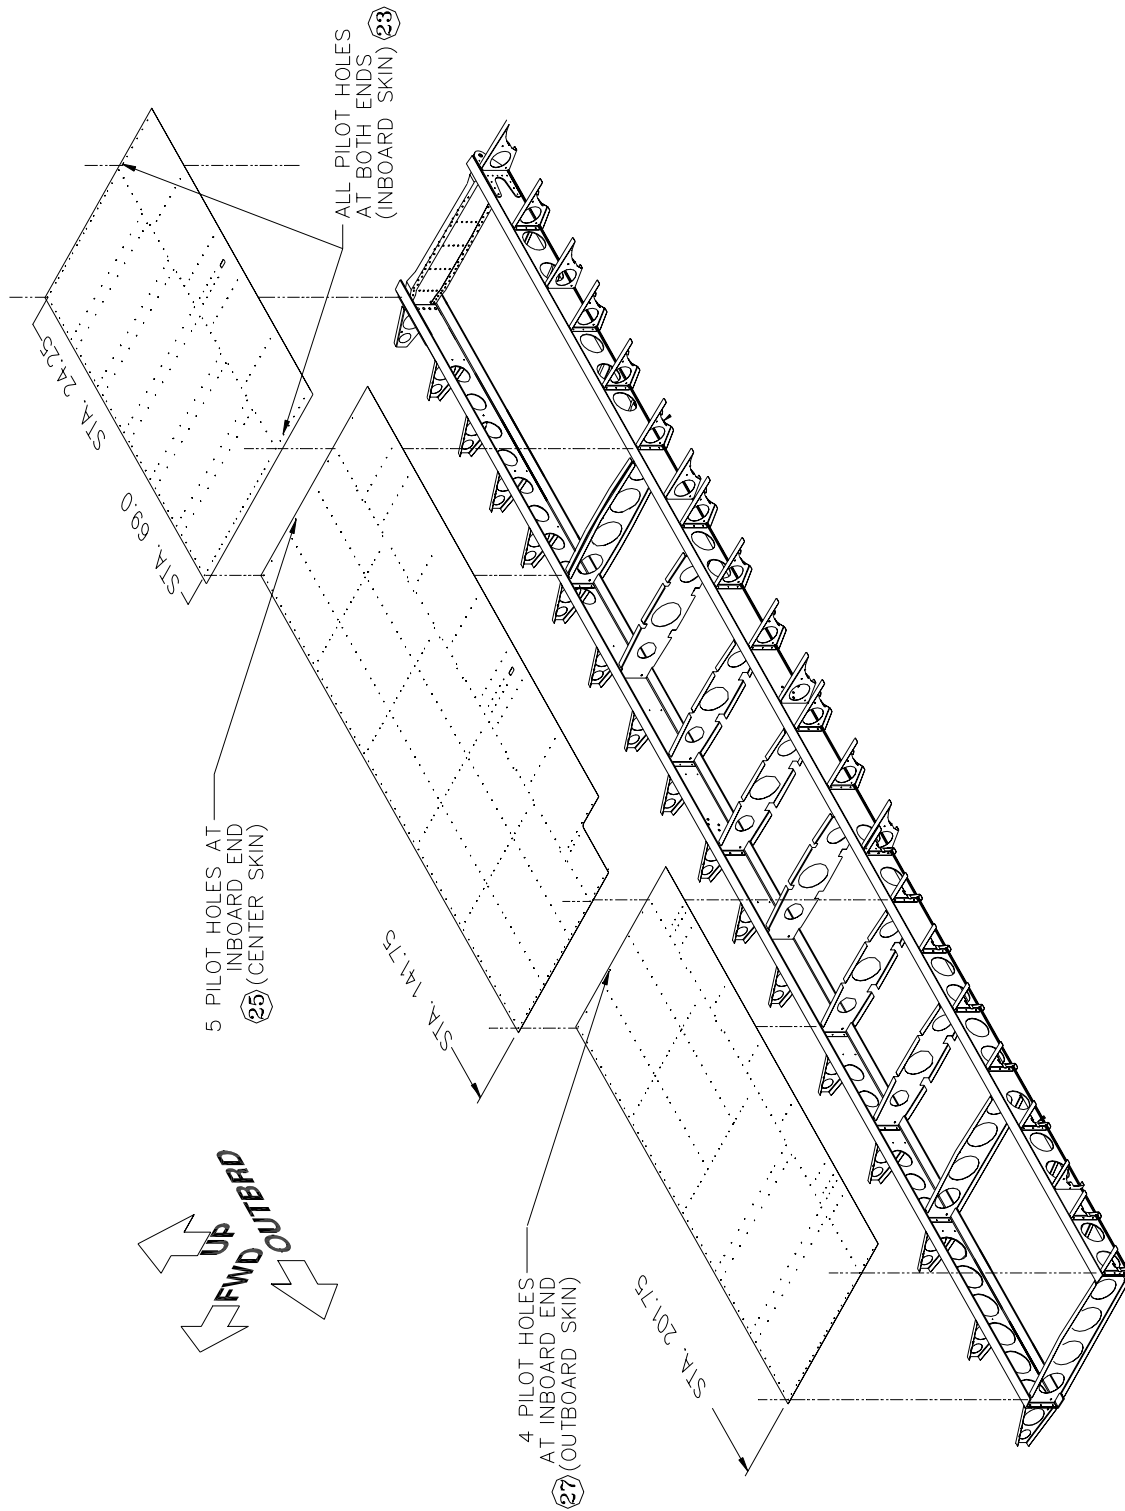 ALL PILOT HOLES
AT BOTH ENDS
(INBOARD SKIN) 23
STA. 24.25
STA. 69.0
5 PILOT HOLES AT
INBOARD END
25 (CENTER SKIN)
STA. 141.75
UP
FWD
OUTBRD
4 PILOT HOLES
AT INBOARD END
27 (OUTBOARD SKIN)
STA. 201.75